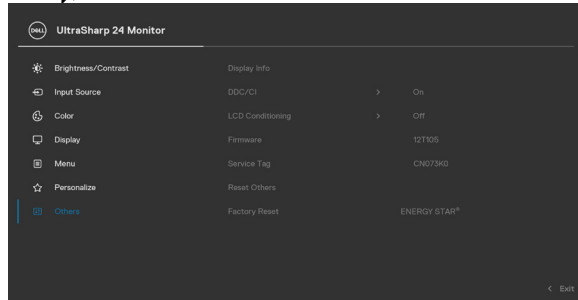 DELL
UltraSharp 24 Monitor
Brightness/Contrast Display Info
Input Source DDC/CI > On
Color LCD Conditioning > Off
Display Firmware 12T105
Menu Service Tag CN073K0
Personalize Reset Others
Others Factory Reset ENERGY STAR®
< Exit